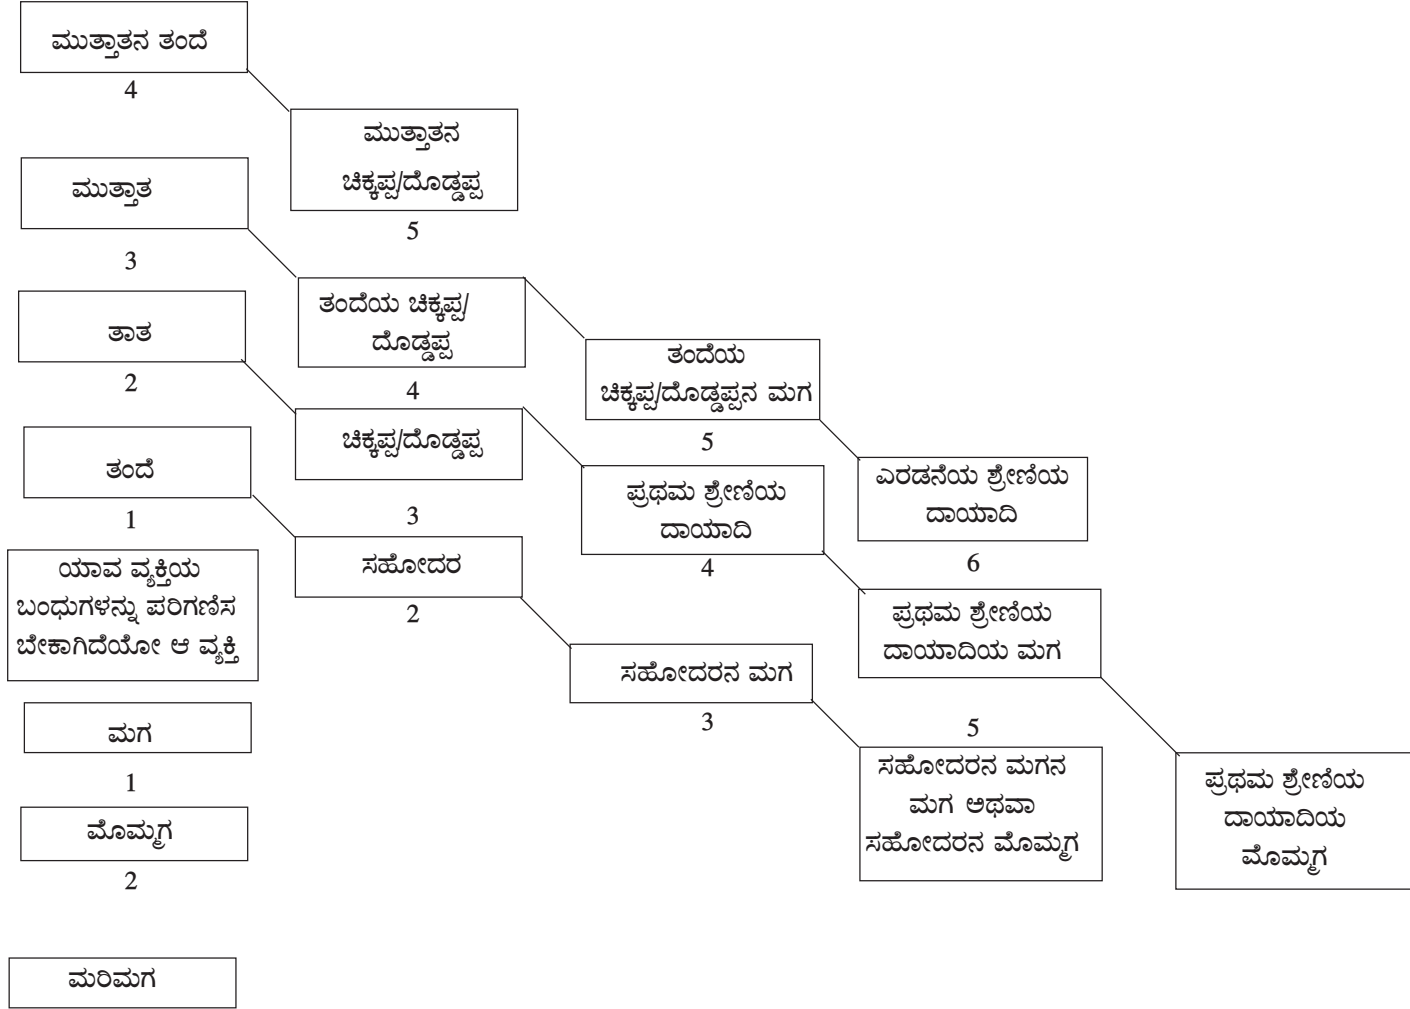 ಮುತ್ತಾತನ ತಂದೆ
4
ಮುತ್ತಾತನ
ಚಿಕ್ಕಪ್ಪ/ದೊಡ್ಡಪ್ಪ
5
ಮುತ್ತಾತ
3
ತಂದೆಯ ಚಿಕ್ಕಪ್ಪ/
ದೊಡ್ಡಪ್ಪ
4
ತಂದೆಯ
ಚಿಕ್ಕಪ್ಪ/ದೊಡ್ಡಪ್ಪನ ಮಗ
5
ಎರಡನೆಯ ಶ್ರೇಣಿಯ
ದಾಯಾದಿ
6
ತಾತ
2
ಚಿಕ್ಕಪ್ಪ/ದೊಡ್ಡಪ್ಪ
3
ಪ್ರಥಮ ಶ್ರೇಣಿಯ
ದಾಯಾದಿ
4
ಪ್ರಥಮ ಶ್ರೇಣಿಯ
ದಾಯಾದಿಯ ಮಗ
5
ಪ್ರಥಮ ಶ್ರೇಣಿಯ
ದಾಯಾದಿಯ
ಮೊಮ್ಮಗ
ತಂದೆ
1
ಸಹೋದರ
2
ಸಹೋದರನ ಮಗ
3
ಸಹೋದರನ ಮಗನ
ಮಗ ಅಥವಾ
ಸಹೋದರನ ಮೊಮ್ಮಗ
ಯಾವ ವ್ಯಕ್ತಿಯ
ಬಂಧುಗಳನ್ನು ಪರಿಗಣಿಸ
ಬೇಕಾಗಿದೆಯೋ ಆ ವ್ಯಕ್ತಿ
ಮಗ
1
ಮೊಮ್ಮಗ
2
ಮರಿಮಗ